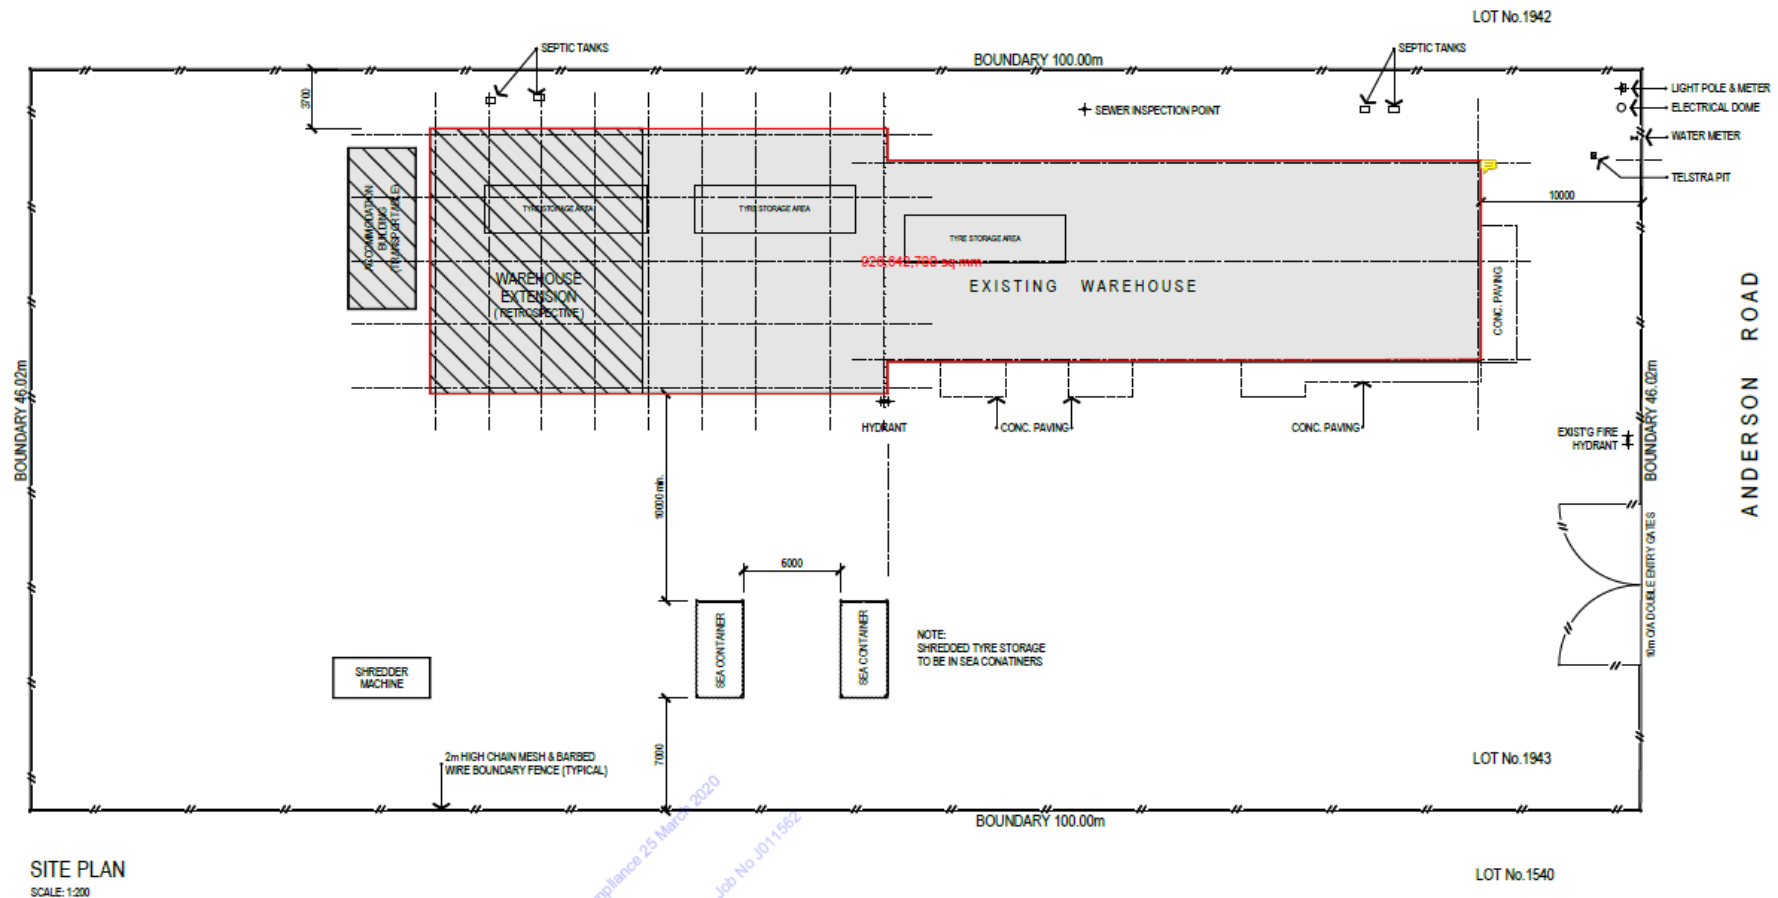 LOT No.1942
SEPTIC TANKS
BOUNDARY 100.00m
SEPTIC TANKS
LIGHT POLE & METER
ELECTRICAL DOME
WATER METER
TELSTRA PIT
SEWER INSPECTION POINT
3700
10000
ACCOMMODATION
BUILDING
(TRANSPORTABLE)
TYRE STORAGE AREA
TYRE STORAGE AREA
TYRE STORAGE AREA
WAREHOUSE
EXTENSION
( RETROSPECTIVE )
EXISTING WAREHOUSE
CONC. PAVING
ANDERSON ROAD
BOUNDARY 46.02m
BOUNDARY 46.02m
HYDRANT
CONC. PAVING
CONC. PAVING
EXIST'G FIRE
HYDRANT
10000 min.
10m O/A DOUBLE ENTRY GATES
6000
SEA CONTAINER
SEA CONTAINER
NOTE:
SHREDDED TYRE STORAGE
TO BE IN SEA CONATINERS
SHREDDER
MACHINE
7000
2m HIGH CHAIN MESH & BARBED
WIRE BOUNDARY FENCE (TYPICAL)
LOT No.1943
BOUNDARY 100.00m
25 March 2020
Job No J011562
SITE PLAN
SCALE: 1:200
LOT No.1540